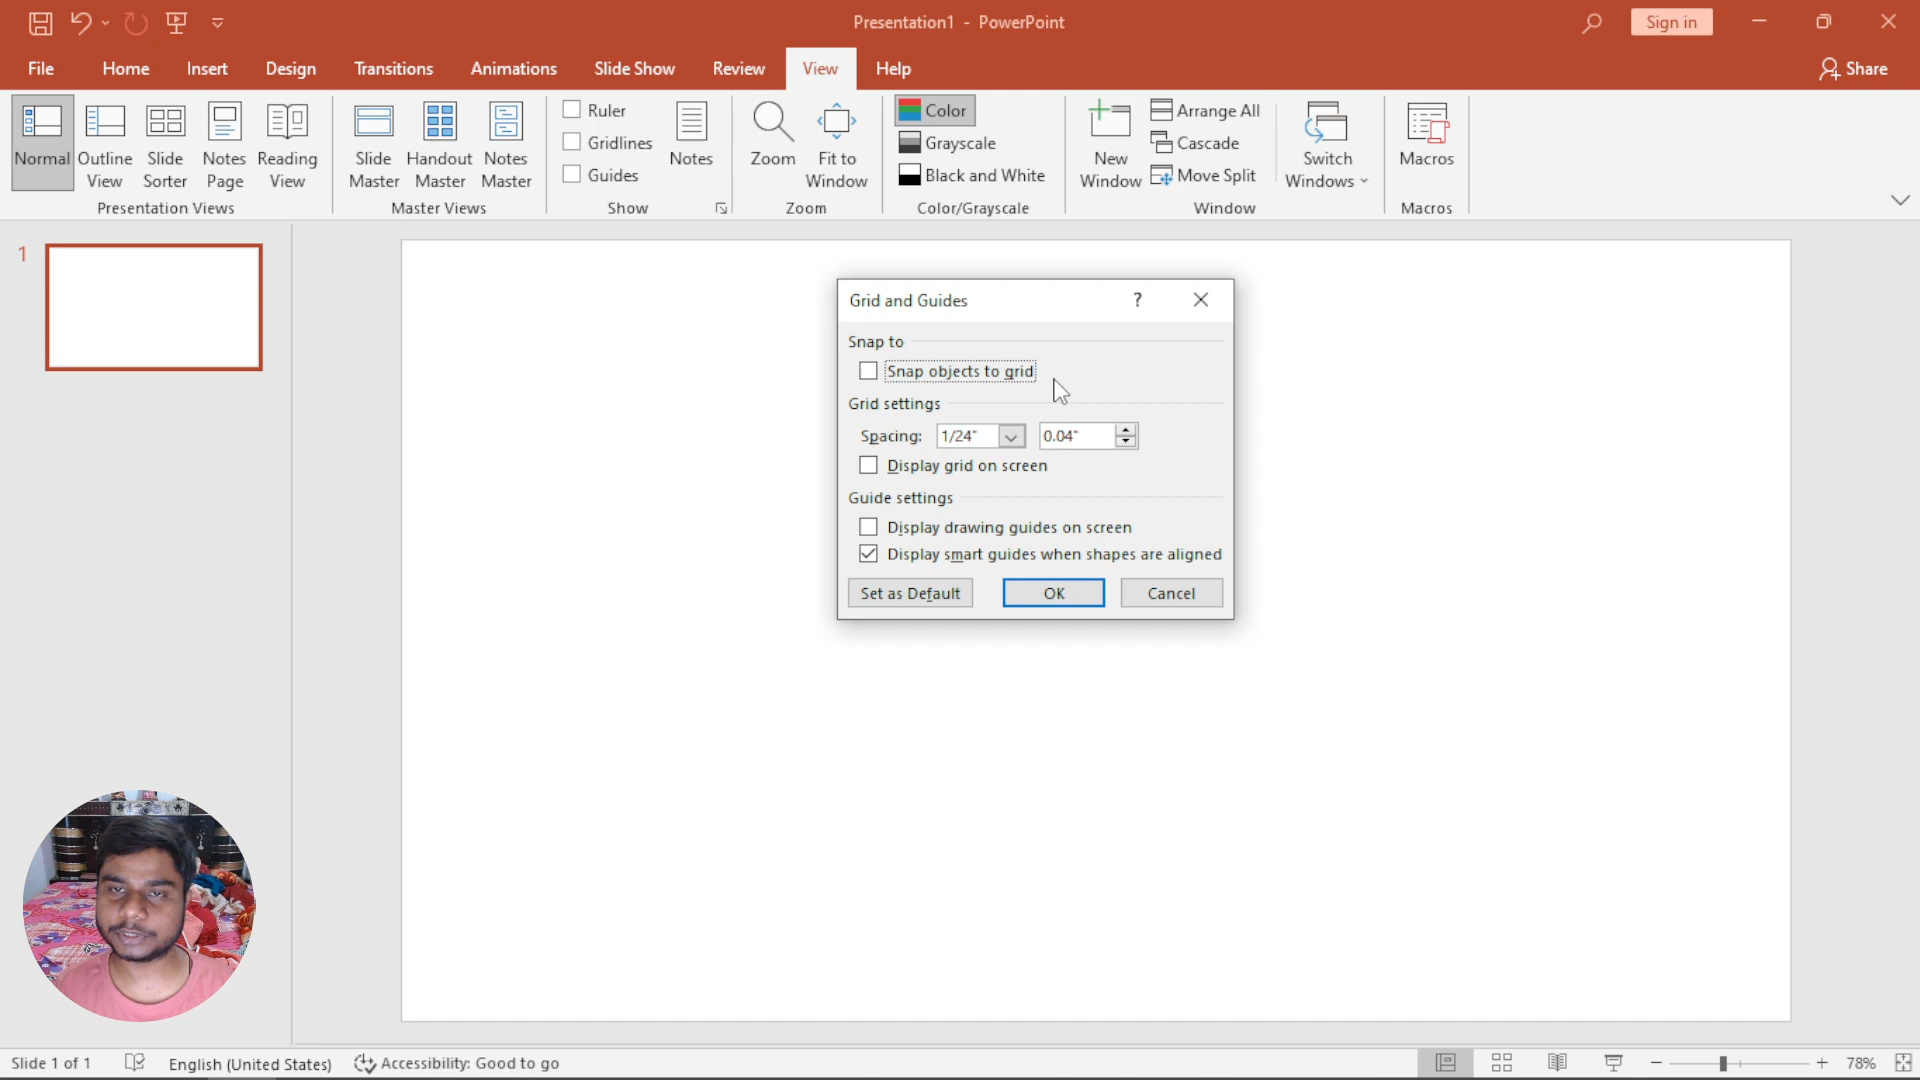 Presentation1 - PowerPoint
Sign in
File Home Insert Design Transitions Animations Slide Show Review View Help
Share
Normal
Outline View
Slide Sorter
Notes Page
Reading View
Presentation Views
Slide Master
Handout Master
Notes Master
Master Views
Ruler
Gridlines
Guides
Notes
Show
Zoom
Fit to Window
Zoom
Color
Grayscale
Black and White
Color/Grayscale
New Window
Arrange All
Cascade
Move Split
Switch Windows
Window
Macros
Macros
1
Grid and Guides ?
Snap to
Snap objects to grid
Grid settings
Spacing: 1/24" 0.04"
Display grid on screen
Guide settings
Display drawing guides on screen
Display smart guides when shapes are aligned
Set as Default OK Cancel
Slide 1 of 1 English (United States) Accessibility: Good to go 78%